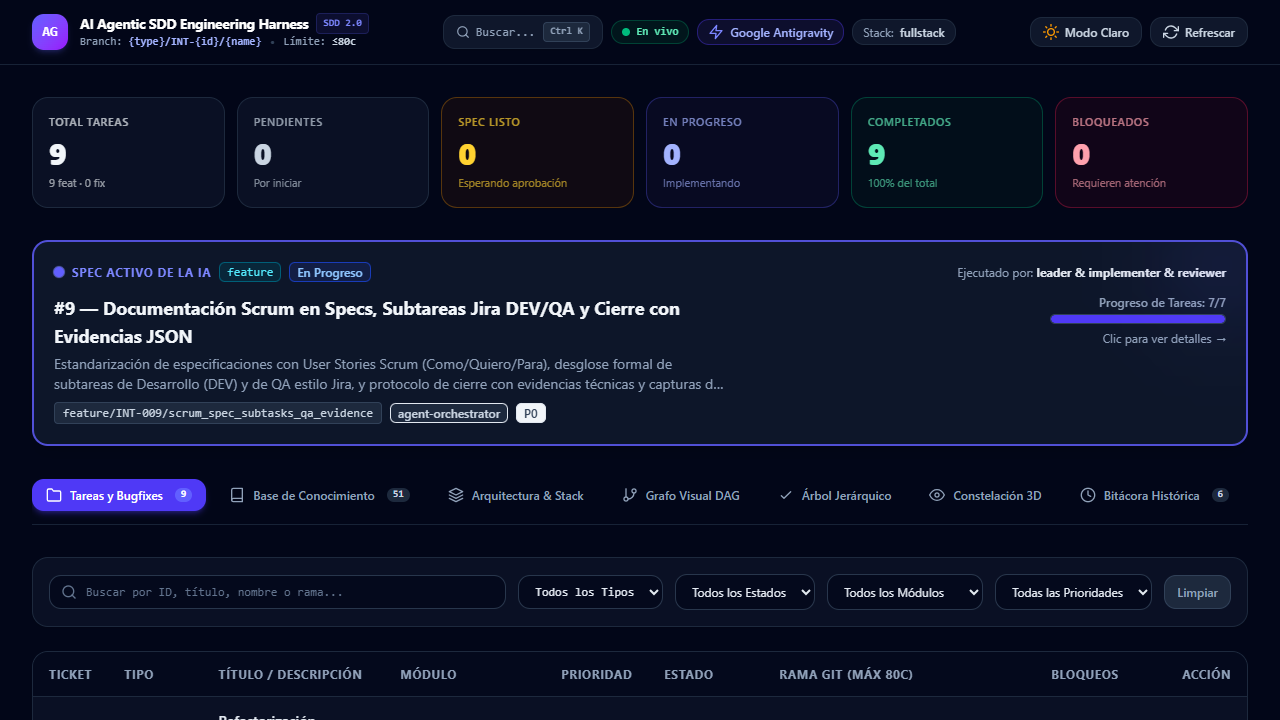 AG
AI Agentic SDD Engineering Harness
SDD 2.0
Branch: {type}/INT-{id}/{name} • Límite: ≤80c
Buscar...
Ctrl K
En vivo
Google Antigravity
Stack: fullstack
Modo Claro
Refrescar
TOTAL TAREAS
9
9 feat · 0 fix
PENDIENTES
0
Por iniciar
SPEC LISTO
0
Esperando aprobación
EN PROGRESO
0
Implementando
COMPLETADOS
9
100% del total
BLOQUEADOS
0
Requieren atención
SPEC ACTIVO DE LA IA
feature
En Progreso
Ejecutado por: leader & implementer & reviewer
#9 — Documentación Scrum en Specs, Subtareas Jira DEV/QA y Cierre con
Evidencias JSON
Progreso de Tareas: 7/7
Clic para ver detalles →
Estandarización de especificaciones con User Stories Scrum (Como/Quiero/Para), desglose formal de
subtareas de Desarrollo (DEV) y de QA estilo Jira, y protocolo de cierre con evidencias técnicas y capturas d...
feature/INT-009/scrum_spec_subtasks_qa_evidence
agent-orchestrator
P0
Tareas y Bugfixes 9
Base de Conocimiento 51
Arquitectura & Stack
Grafo Visual DAG
Árbol Jerárquico
Constelación 3D
Bitácora Histórica 6
Buscar por ID, título, nombre o rama...
Todos los Tipos
Todos los Estados
Todos los Módulos
Todas las Prioridades
Limpiar
TICKET TIPO TÍTULO / DESCRIPCIÓN MÓDULO PRIORIDAD ESTADO RAMA GIT (MÁX 80C) BLOQUEOS ACCIÓN
Refactorización